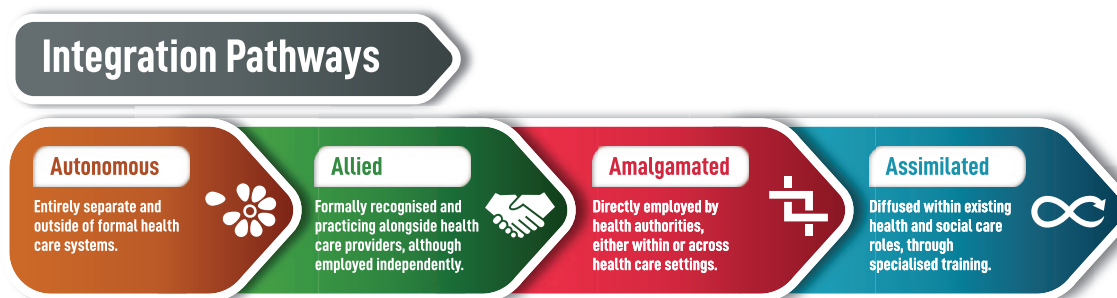 Integration Pathways
Autonomous
Entirely separate and
outside of formal health
care systems.
Allied
Formally recognised and
practicing alongside health
care providers, although
employed independently.
Amalgamated
Directly employed by
health authorities,
either within or across
health care settings.
Assimilated
Diffused within existing
health and social care
roles, through
specialised training.